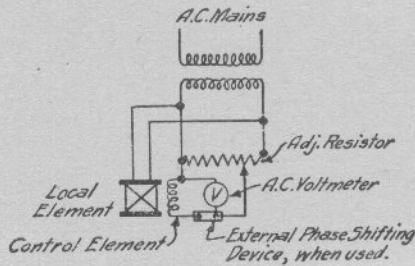 A.C. Mains
Adj. Resistor
A.C. Voltmeter
V
Local
Element
Control Element
External Phase Shifting
Device, when used.